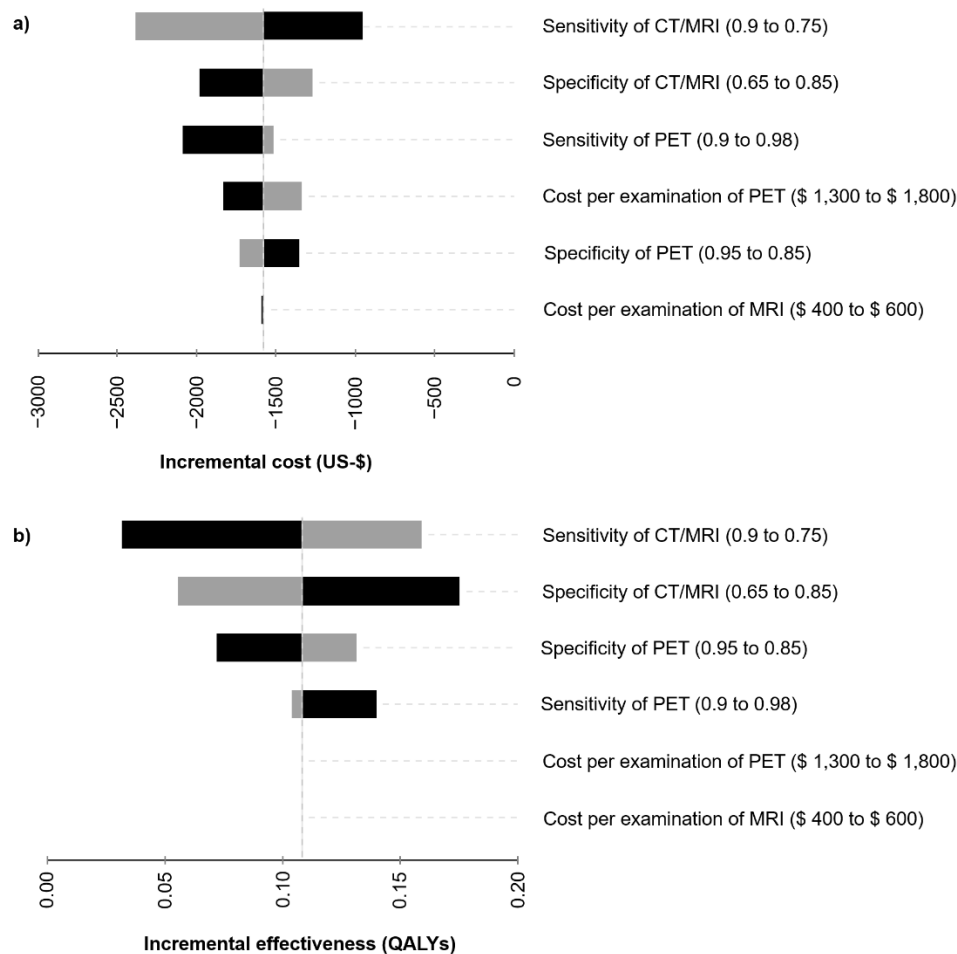 a)
Sensitivity of CT/MRI (0.9 to 0.75)
Specificity of CT/MRI (0.65 to 0.85)
Sensitivity of PET (0.9 to 0.98)
Cost per examination of PET ($ 1,300 to $ 1,800)
Specificity of PET (0.95 to 0.85)
Cost per examination of MRI ($ 400 to $ 600)
−3000
−2500
−2000
−1500
−1000
−500
0
Incremental cost (US-$)
b)
Sensitivity of CT/MRI (0.9 to 0.75)
Specificity of CT/MRI (0.65 to 0.85)
Specificity of PET (0.95 to 0.85)
Sensitivity of PET (0.9 to 0.98)
Cost per examination of PET ($ 1,300 to $ 1,800)
Cost per examination of MRI ($ 400 to $ 600)
0.00
0.05
0.10
0.15
0.20
Incremental effectiveness (QALYs)